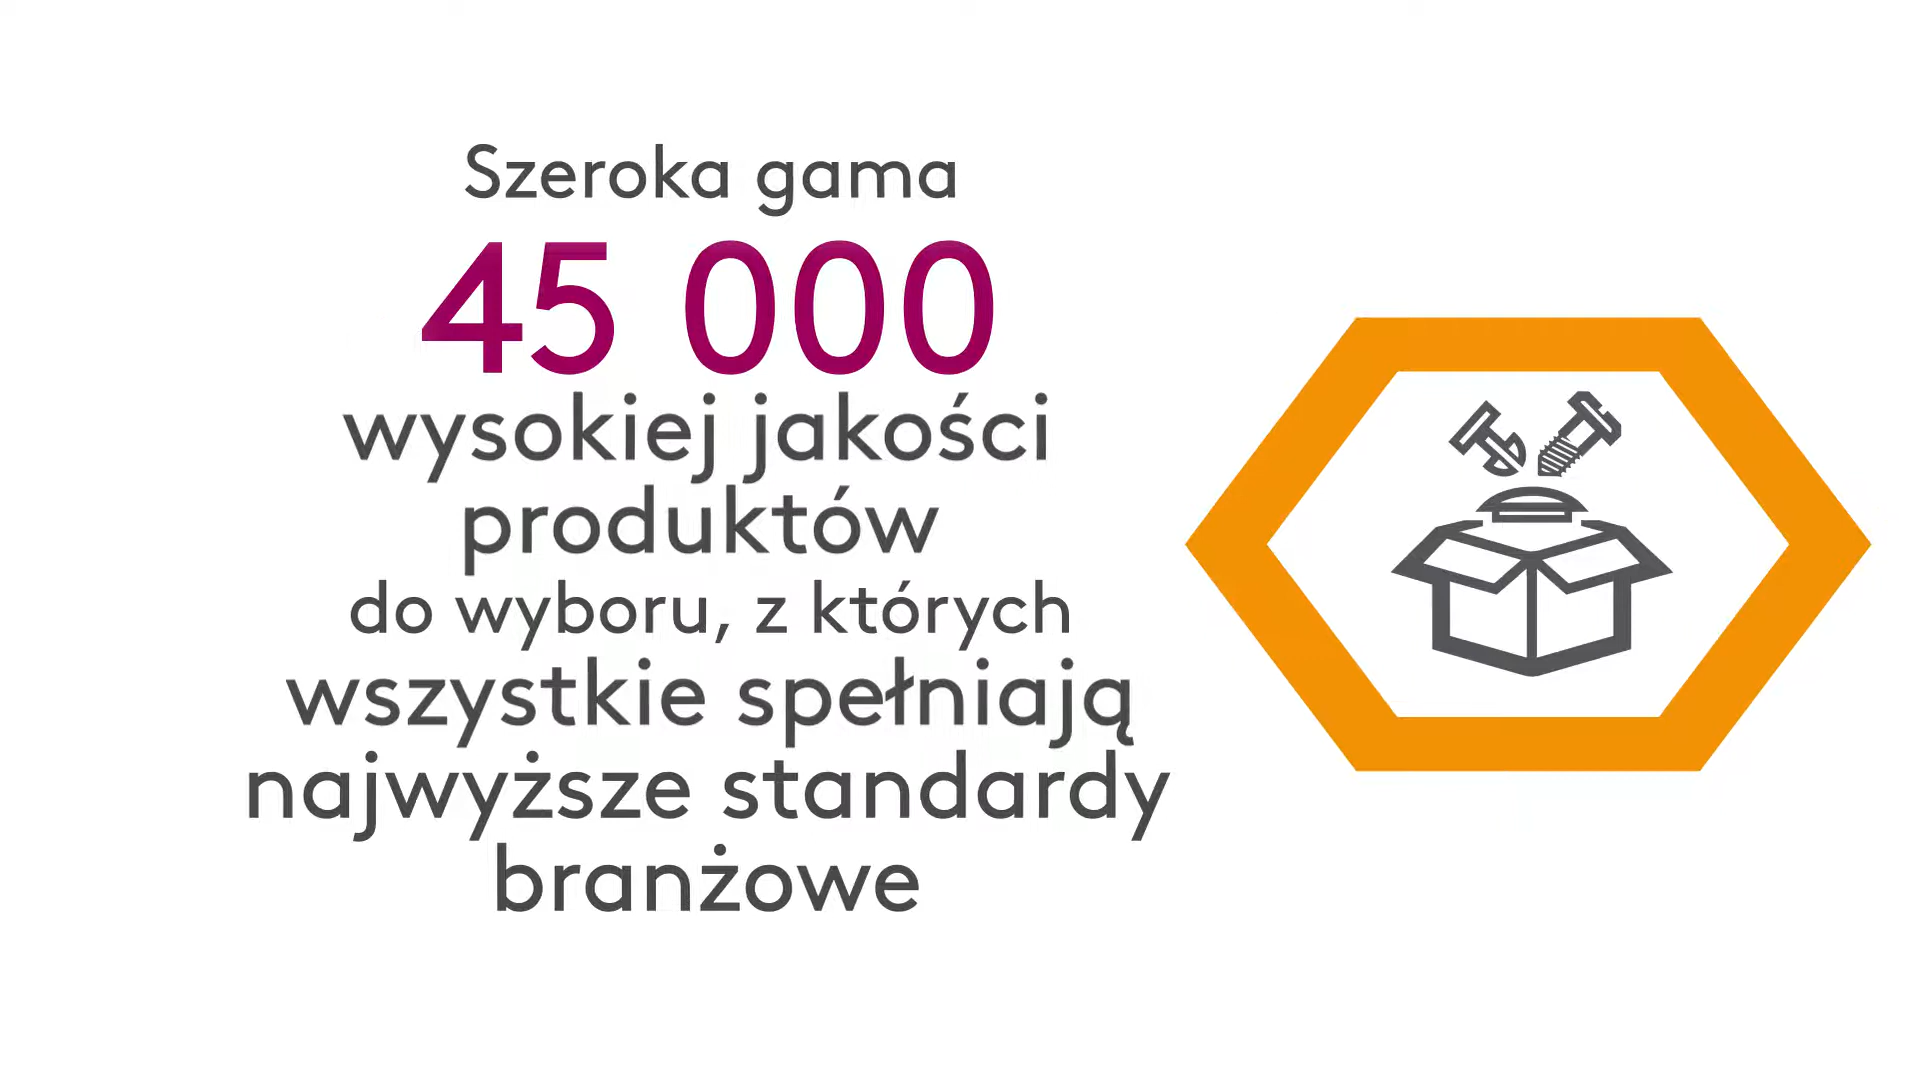 Szeroka gama
45 000
wysokiej jakości
produktów
do wyboru, z których
wszystkie spełniają
najwyższe standardy
branżowe